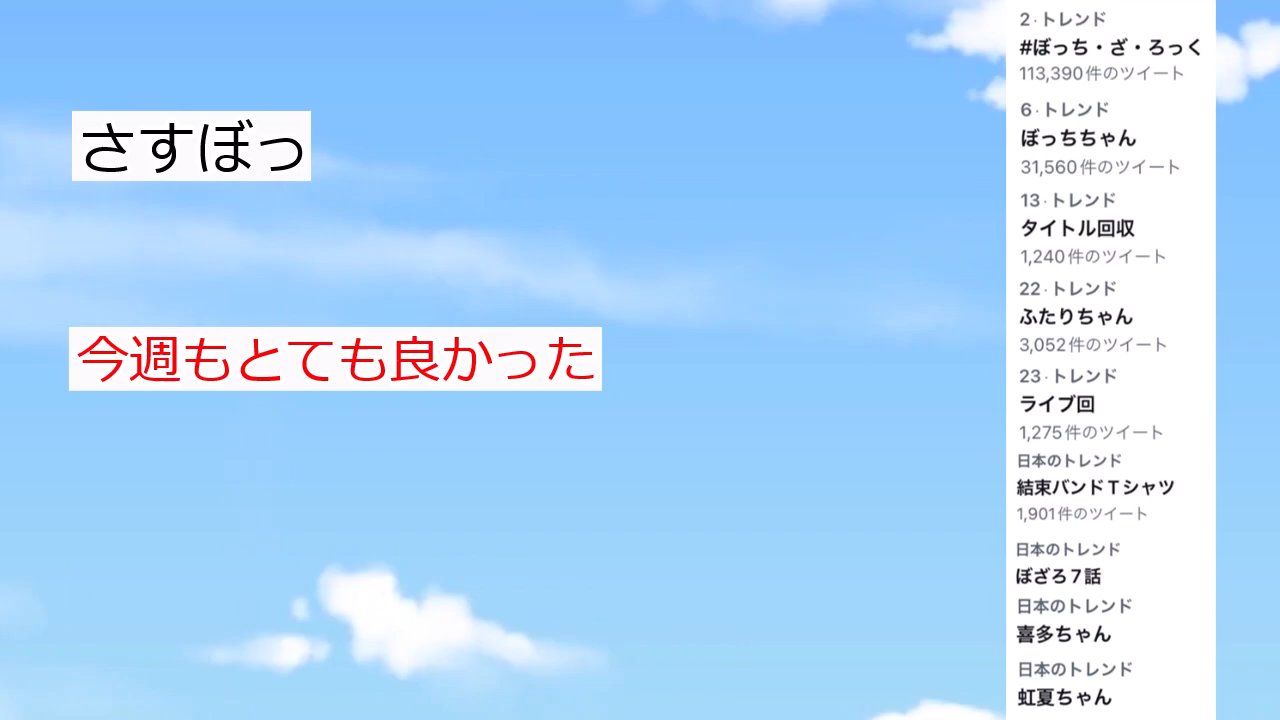 さすぼっ
今週もとても良かった
2·トレンド
#ぼっち・ざ・ろっく
113,390件のツイート
6·トレンド
ぼっちちゃん
31,560件のツイート
13·トレンド
タイトル回収
1,240件のツイート
22·トレンド
ふたりちゃん
3,052件のツイート
23·トレンド
ライブ回
1,275件のツイート
日本のトレンド
結束バンドTシャツ
1,901件のツイート
日本のトレンド
ぼざろ7話
日本のトレンド
喜多ちゃん
日本のトレンド
虹夏ちゃん